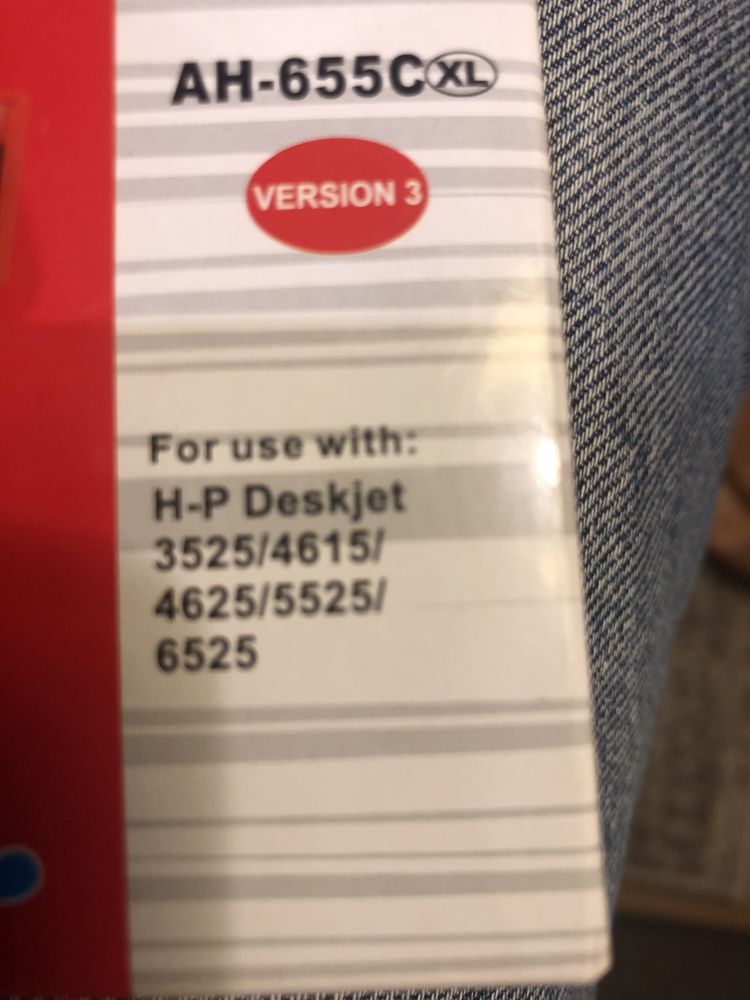 AH-655C XL
VERSION 3
For use with:
H-P Deskjet
3525/4615/
4625/5525/
6525